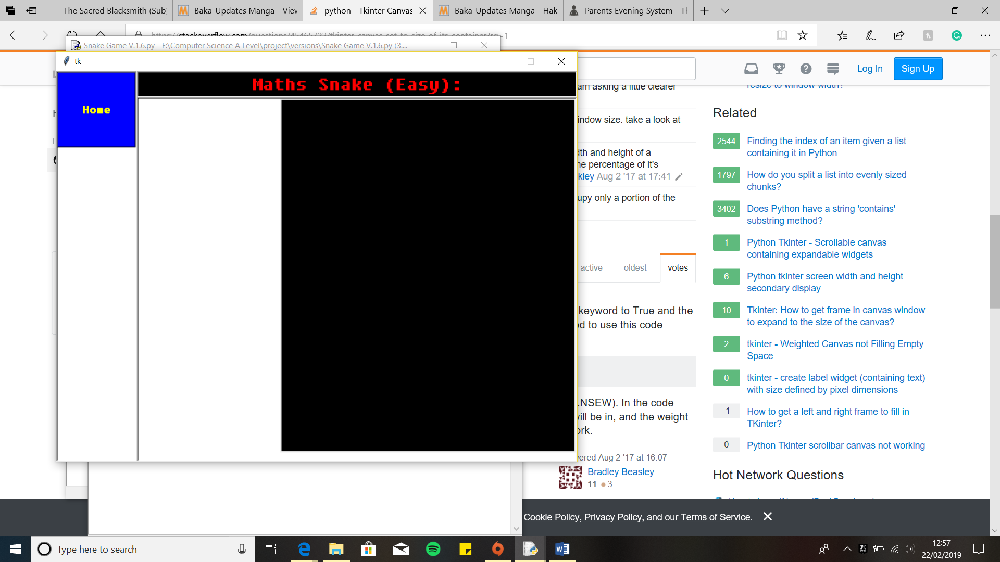 The Sacred Blacksmith (Sub)
Baka-Updates Manga - View
python - Tkinter Canvas
Baka-Updates Manga - Hak
Parents Evening System - Th
Snake Game V.1.6.py - F:\Computer Science A Level\project\versions\Snake Game V.1.6.py (3....
tk
Home
Maths Snake (Easy):
Log In
Sign Up
am asking a little clearer
indow size. take a look at
dth and height of a
he percentage of it's
kley Aug 2 '17 at 17:41
upy only a portion of the
active
oldest
votes
keyword to True and the
ed to use this code
.NSEW). In the code
vill be in, and the weight
ork.
wered Aug 2 '17 at 16:07
Bradley Beasley
11 3
resize to window width?
Related
2544 Finding the index of an item given a list
containing it in Python
1797 How do you split a list into evenly sized
chunks?
3402 Does Python have a string 'contains'
substring method?
1 Python Tkinter - Scrollable canvas
containing expandable widgets
6 Python tkinter screen width and height
secondary display
10 Tkinter: How to get frame in canvas window
to expand to the size of the canvas?
2 tkinter - Weighted Canvas not Filling Empty
Space
0 tkinter - create label widget (containing text)
with size defined by pixel dimensions
-1 How to get a left and right frame to fill in
TKinter?
0 Python Tkinter scrollbar canvas not working
Hot Network Questions
Cookie Policy, Privacy Policy, and our Terms of Service.
Type here to search
12:57
22/02/2019